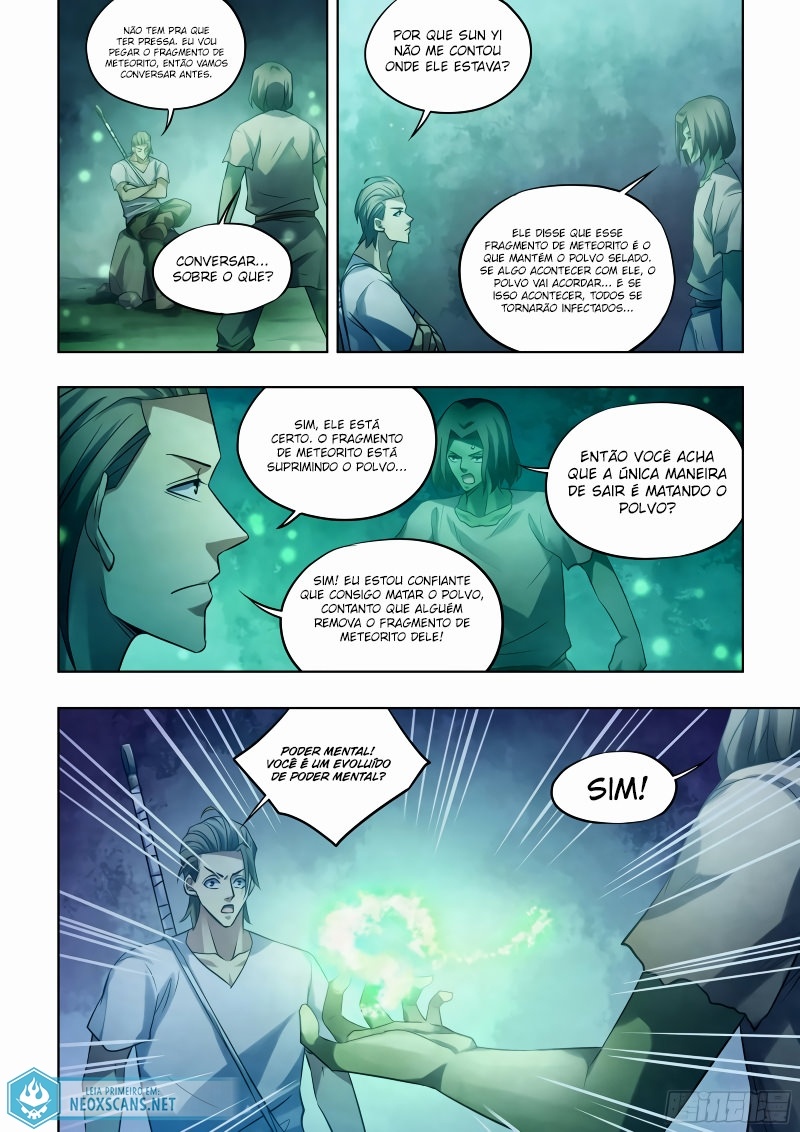 NÃO TEM PRA QUE
TER PRESSA. EU VOU
PEGAR O FRAGMENTO DE
METEORITO, ENTÃO VAMOS
CONVERSAR ANTES.
CONVERSAR...
SOBRE O QUE?
POR QUE SUN YI
NÃO ME CONTOU
ONDE ELE ESTAVA?
ELE DISSE QUE ESSE
FRAGMENTO DE METEORITO É O
QUE MANTÉM O POLVO SELADO.
SE ALGO ACONTECER COM ELE, O
POLVO VAI ACORDAR... E SE
ISSO ACONTECER, TODOS SE
TORNARÃO INFECTADOS...
SIM, ELE ESTÁ
CERTO. O FRAGMENTO
DE METEORITO ESTÁ
SUPRIMINDO O POLVO...
ENTÃO VOCÊ ACHA
QUE A ÚNICA MANEIRA
DE SAIR É MATANDO O
POLVO?
SIM! EU ESTOU CONFIANTE
QUE CONSIGO MATAR O POLVO,
CONTANTO QUE ALGUÉM
REMOVA O FRAGMENTO DE
METEORITO DELE!
PODER MENTAL!
VOCÊ É UM EVOLUÍDO
DE PODER MENTAL?
SIM!
LEIA PRIMEIRO EM:
NEOXSCANS.NET
腾讯动漫